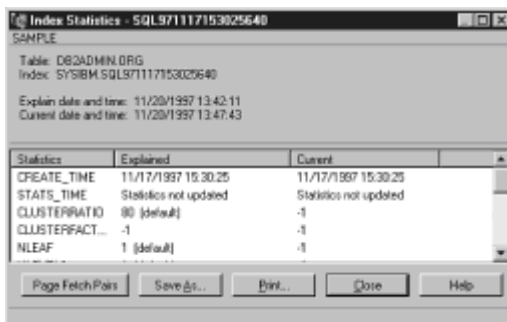 Index Statistics - SQL971117153025640
SAMPLE
Table: DB2ADMIN.ORG
Index: SYSIBM.SQL971117153025640
Explain date and time: 11/20/1997 13:42:11
Current date and time: 11/20/1997 13:47:43
Statistics Explained Current
CREATE_TIME 11/17/1997 15:30:25 11/17/1997 15:30:25
STATS_TIME Statistics not updated Statistics not updated
CLUSTERRATIO 80 (default) -1
CLUSTERFACT... -1 -1
NLEAF 1 (default) -1
Page Fetch Pairs Save As... Print... Close Help